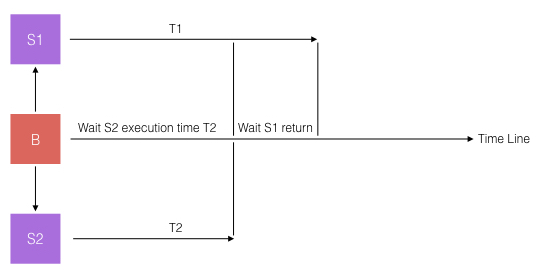 S1
T1
B
Wait S2 execution time T2
Wait S1 return
Time Line
S2
T2